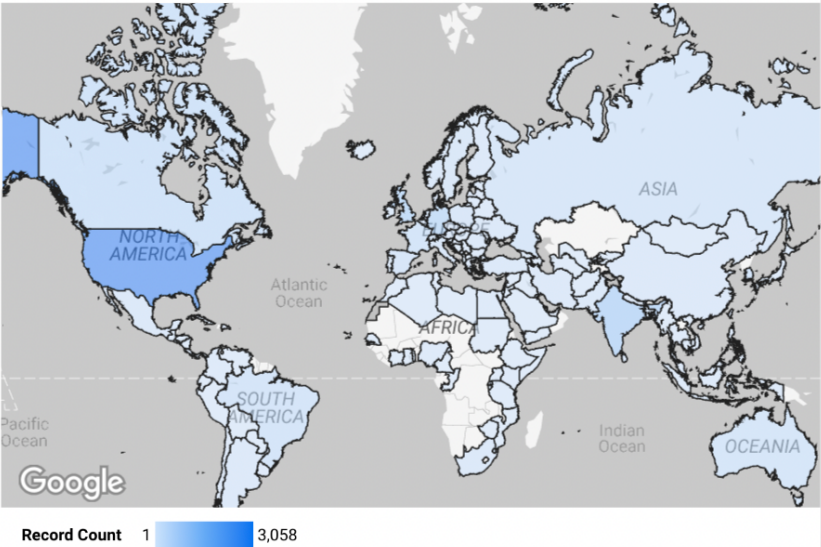 ASIA
EUROPE
NORTH
AMERICA
Atlantic
Ocean
AFRICA
SOUTH
AMERICA
Pacific
Ocean
Indian
Ocean
OCEANIA
Google
Record Count 1 3,058